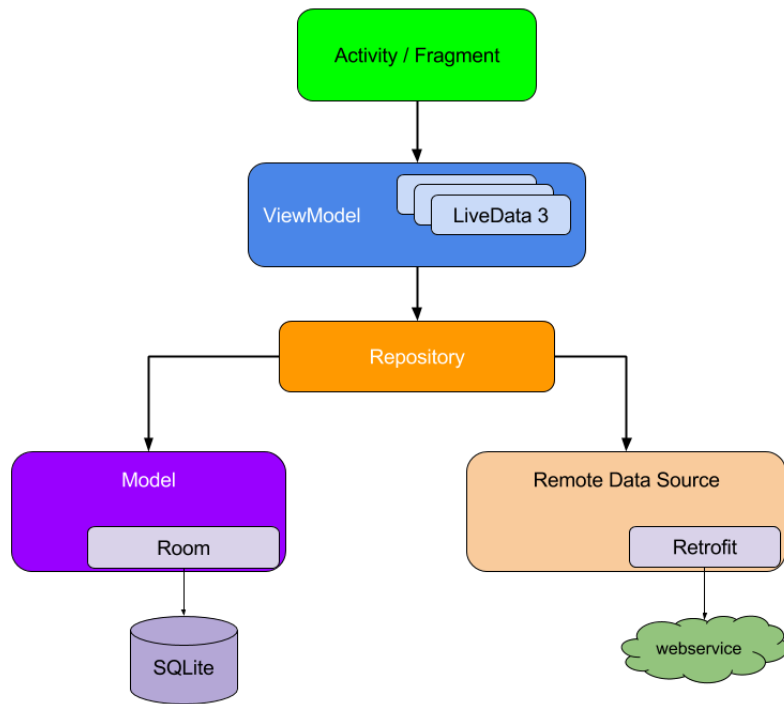 Activity / Fragment
ViewModel
LiveData 3
Repository
Model
Room
SQLite
Remote Data Source
Retrofit
webservice